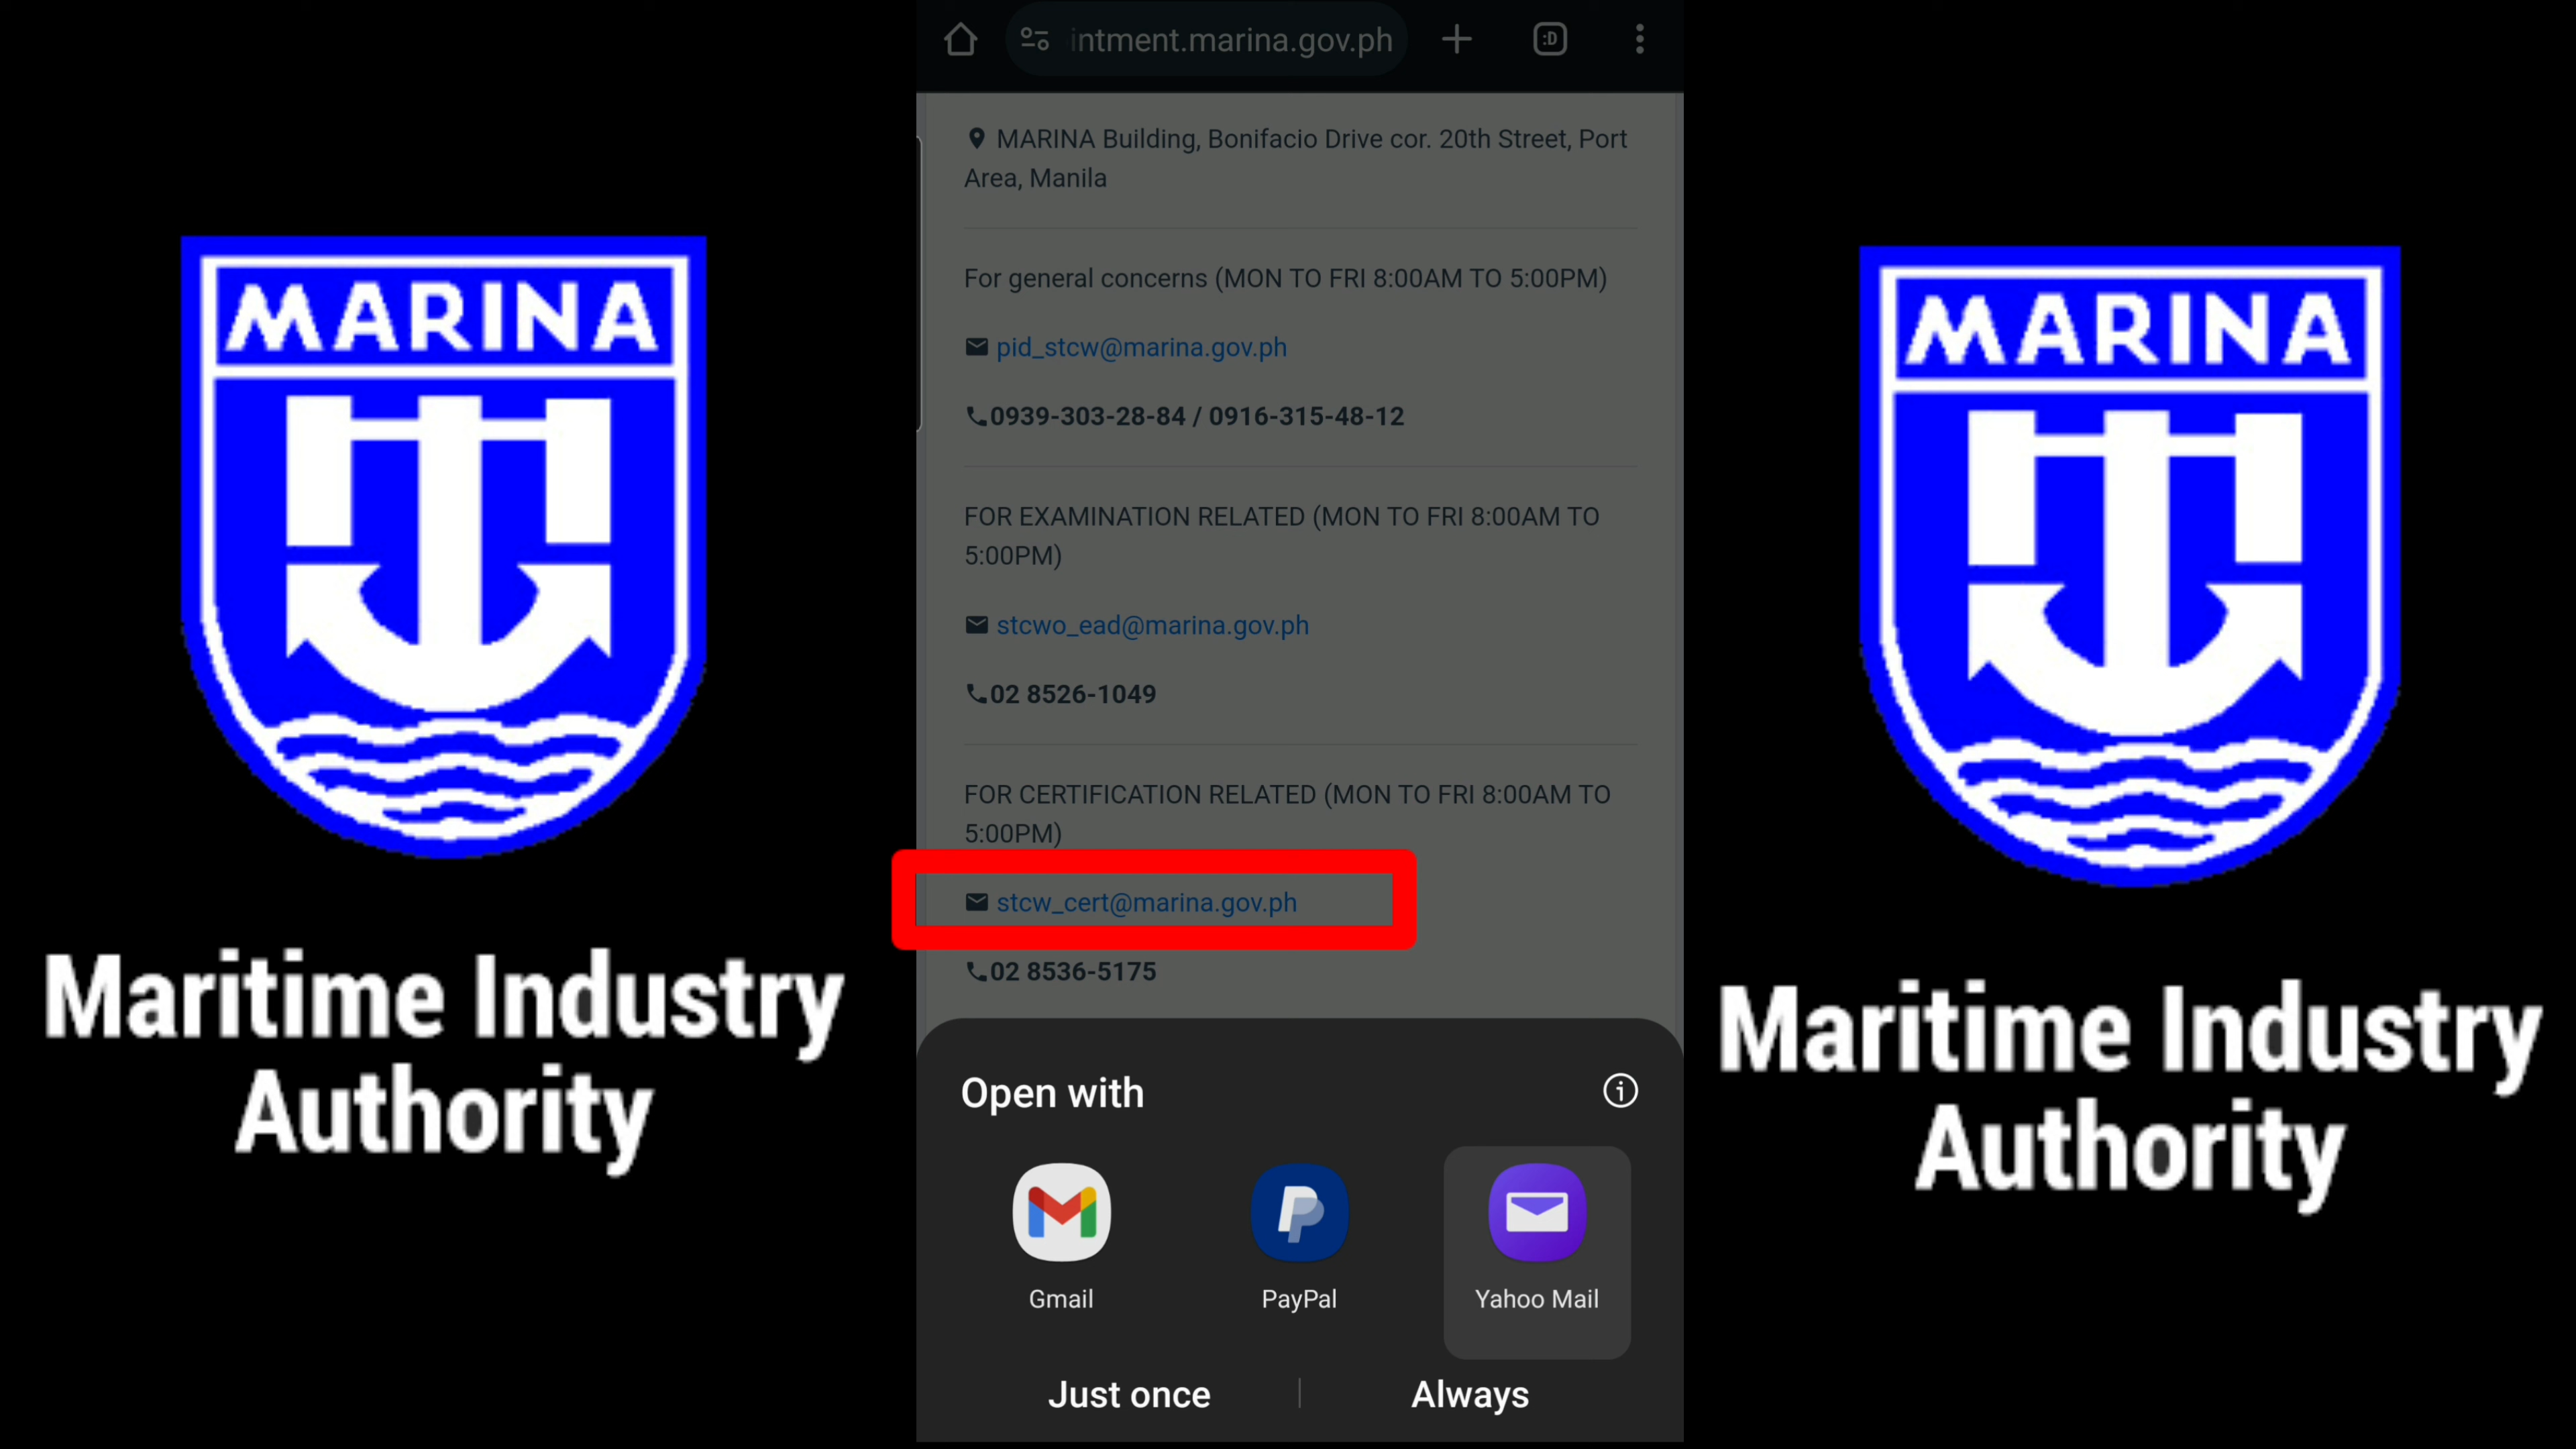 MARINA
Maritime Industry
Authority
intment.marina.gov.ph
:D
MARINA Building, Bonifacio Drive cor. 20th Street, Port
Area, Manila
For general concerns (MON TO FRI 8:00AM TO 5:00PM)
pid_stcw@marina.gov.ph
0939-303-28-84 / 0916-315-48-12
FOR EXAMINATION RELATED (MON TO FRI 8:00AM TO
5:00PM)
stcwo_ead@marina.gov.ph
02 8526-1049
FOR CERTIFICATION RELATED (MON TO FRI 8:00AM TO
5:00PM)
stcw_cert@marina.gov.ph
02 8536-5175
Open with
Gmail
PayPal
Yahoo Mail
Just once
Always
MARINA
Maritime Industry
Authority